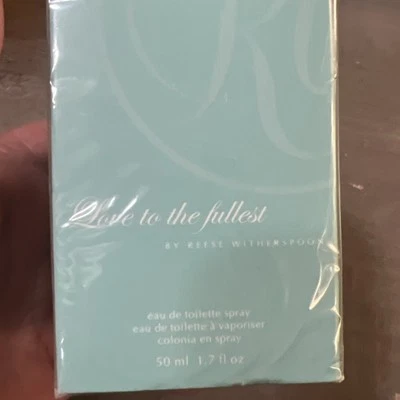 Love to the fullest
BY REESE WITHERSPOON
eau de toilette spray
eau de toilette à vaporiser
colonia en spray
50 ml 1.7 fl oz